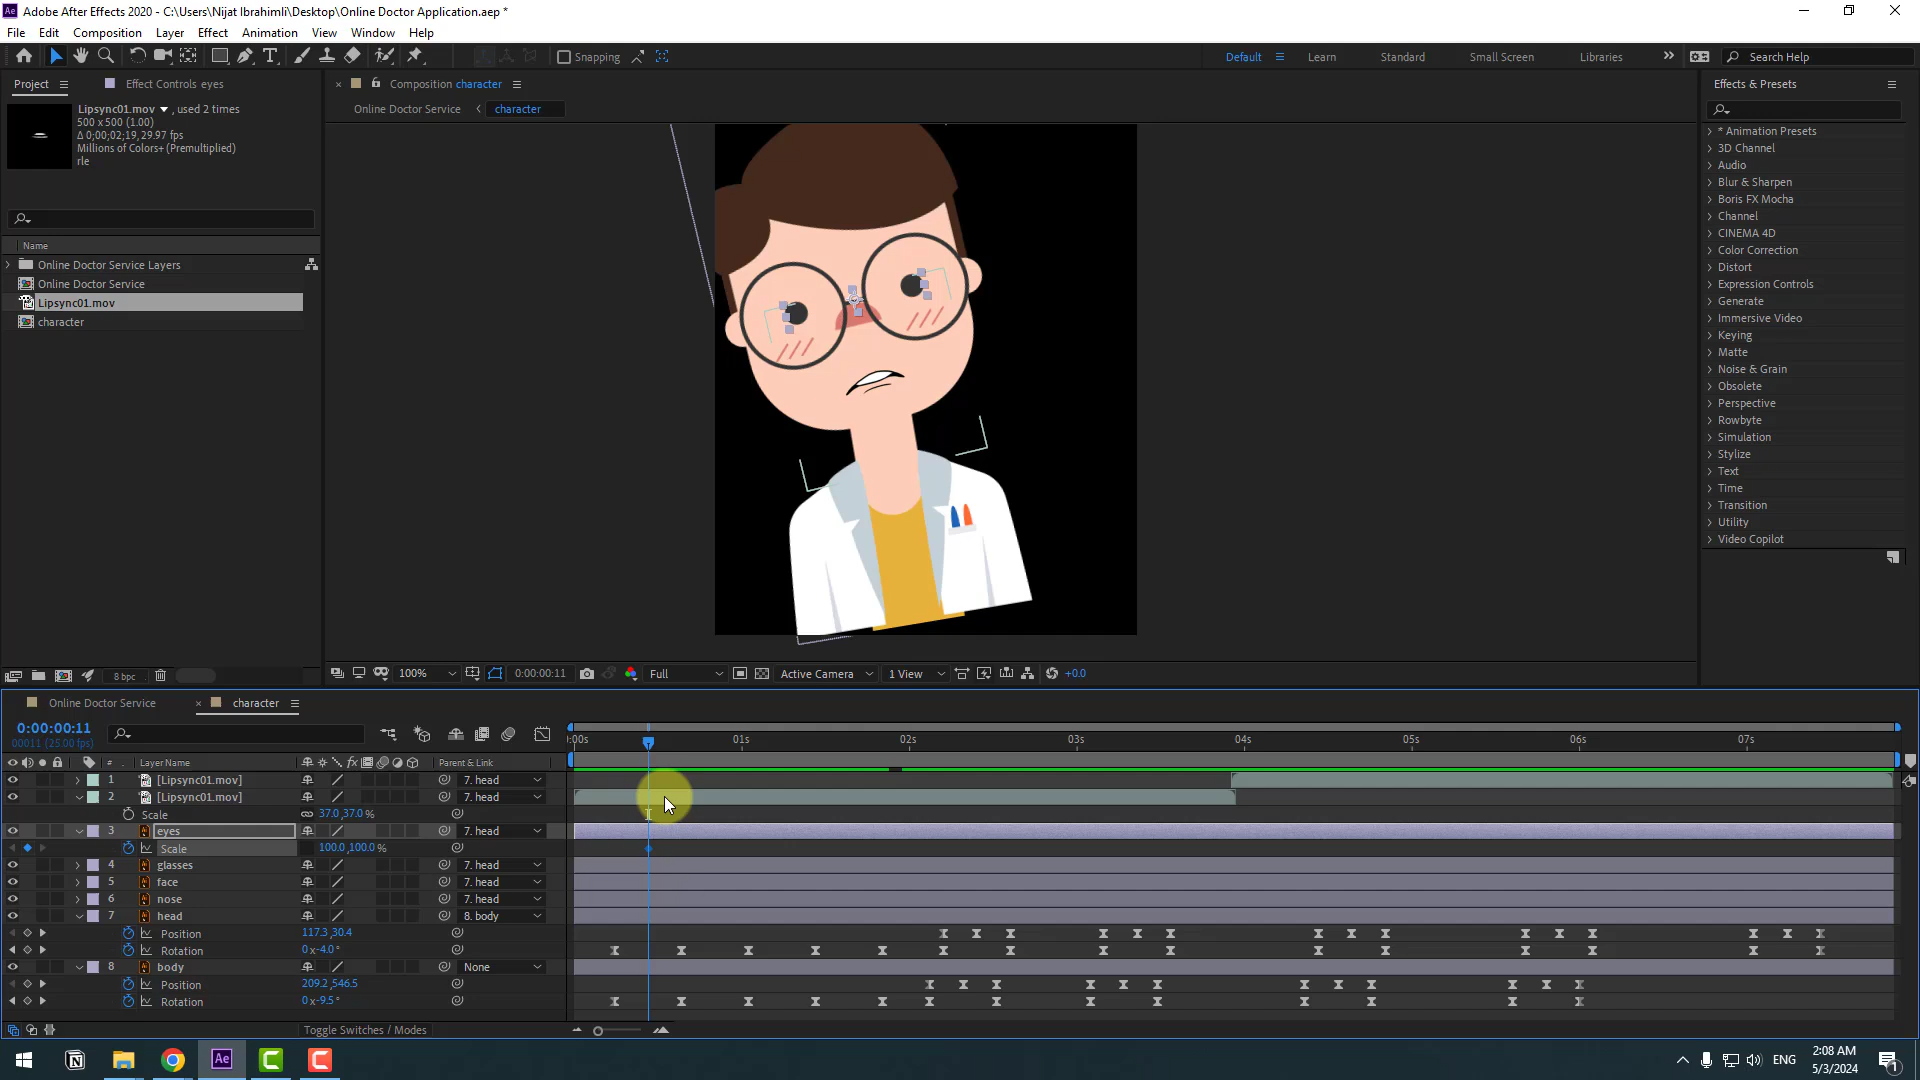 Adobe After Effects 2020 - C:\Users\Nijat Ibrahimli\Desktop\Online Doctor Application.aep *
File Edit Composition Layer Effect Animation View Window Help
Snapping Default Learn Standard Small Screen Libraries Search Help
Project Effect Controls eyes
Composition character
Effects & Presets
Lipsync01.mov , used 2 times
500 x 500 (1.00)
Δ 0;00;02;19, 29.97 fps
Millions of Colors+ (Premultiplied)
rle
Online Doctor Service character
Name
Online Doctor Service Layers
Online Doctor Service
Lipsync01.mov
character
* Animation Presets
3D Channel
Audio
Blur & Sharpen
Boris FX Mocha
Channel
CINEMA 4D
Color Correction
Distort
Expression Controls
Generate
Immersive Video
Keying
Matte
Noise & Grain
Obsolete
Perspective
Rowbyte
Simulation
Stylize
Text
Time
Transition
Utility
Video Copilot
8 bpc
100% 0:00:00:11 Full Active Camera 1 View +0.0
Online Doctor Service character
0:00:00:11
00011 (25.00 fps)
:00s 01s 02s 03s 04s 05s 06s 07s
# Layer Name Parent & Link
1 [Lipsync01.mov] 7. head
2 [Lipsync01.mov] 7. head
Scale 37.0,37.0 %
3 eyes 7. head
Scale 100.0,100.0 %
4 glasses 7. head
5 face 7. head
6 nose 7. head
7 head 8. body
Position 117.3,30.4
Rotation 0x-4.0°
8 body None
Position 209.2,546.5
Rotation 0x-9.5°
Toggle Switches / Modes
ENG
2:08 AM
5/3/2024
1